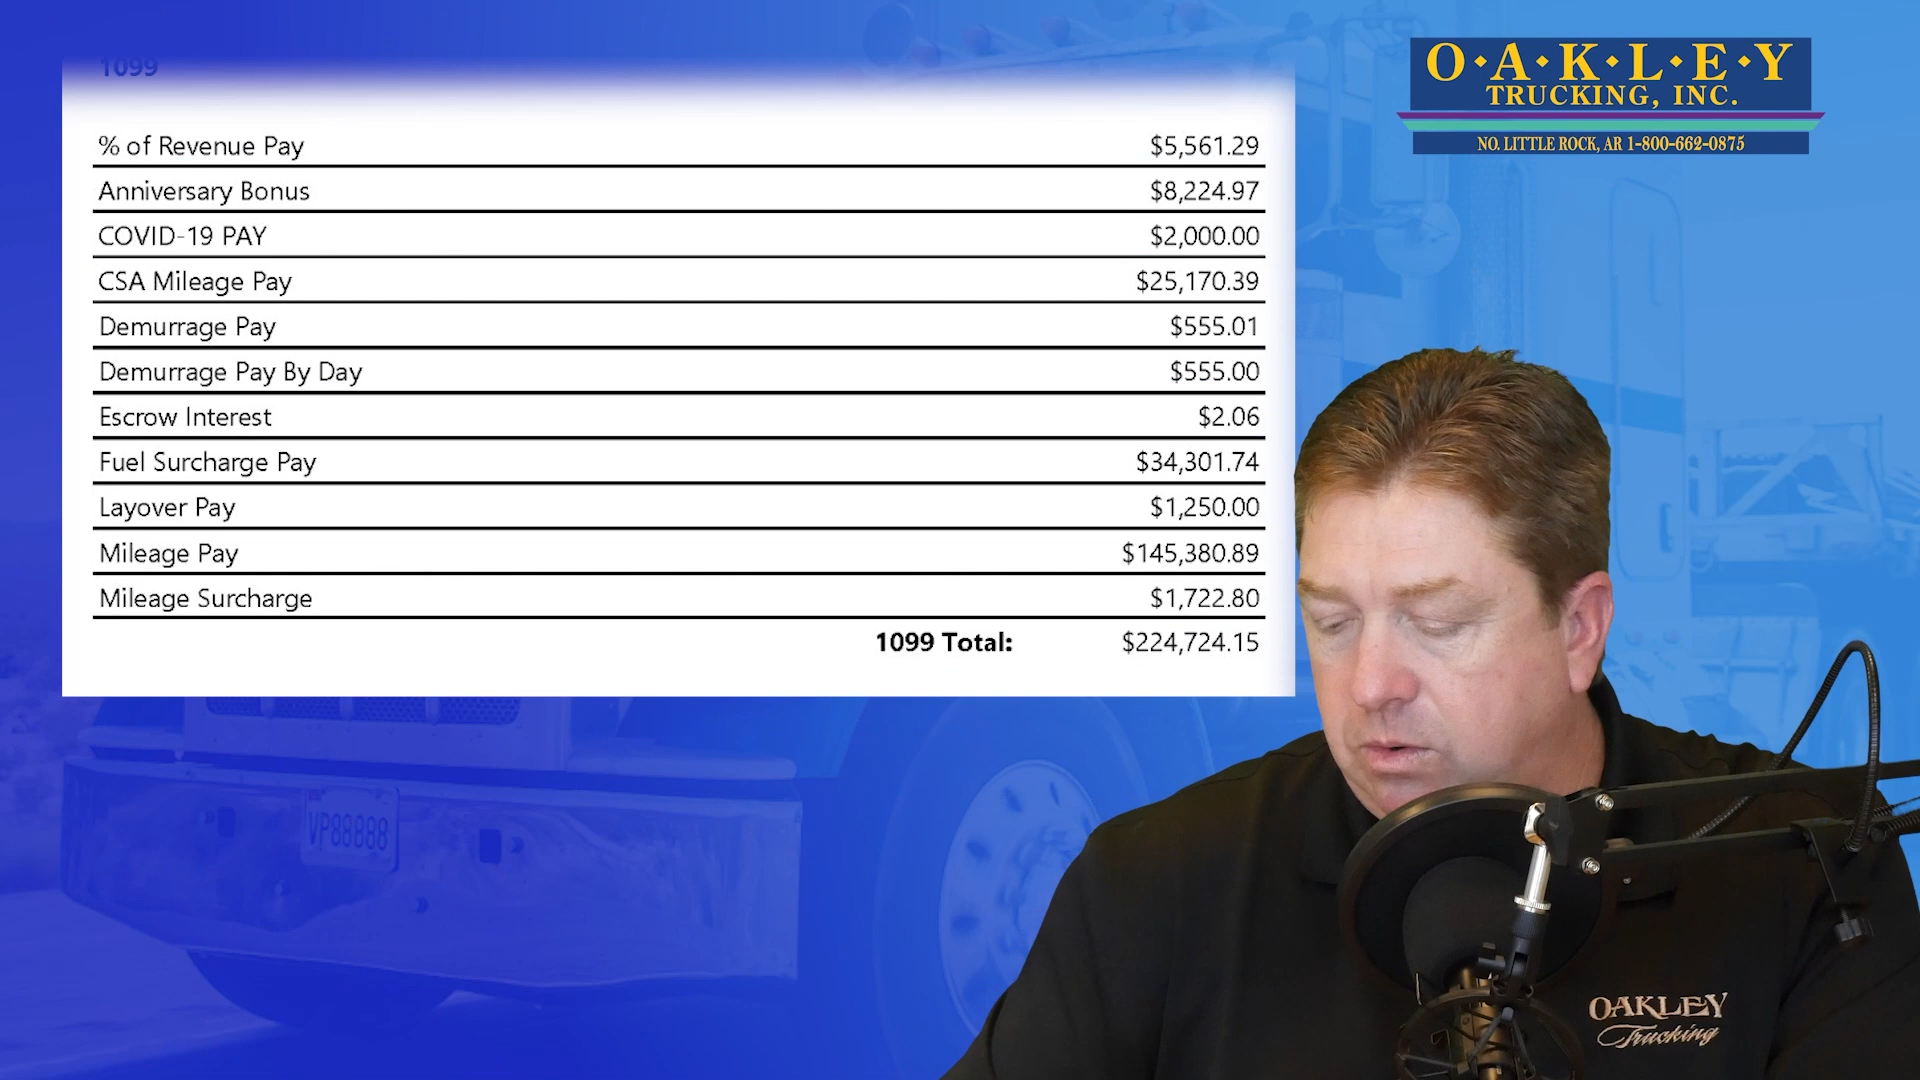 1099
% of Revenue Pay $5,561.29
Anniversary Bonus $8,224.97
COVID-19 PAY $2,000.00
CSA Mileage Pay $25,170.39
Demurrage Pay $555.01
Demurrage Pay By Day $555.00
Escrow Interest $2.06
Fuel Surcharge Pay $34,301.74
Layover Pay $1,250.00
Mileage Pay $145,380.89
Mileage Surcharge $1,722.80
1099 Total: $224,724.15
O•A•K•L•E•Y
TRUCKING, INC.
NO. LITTLE ROCK, AR 1-800-662-0875
VP88888
OAKLEY
Trucking